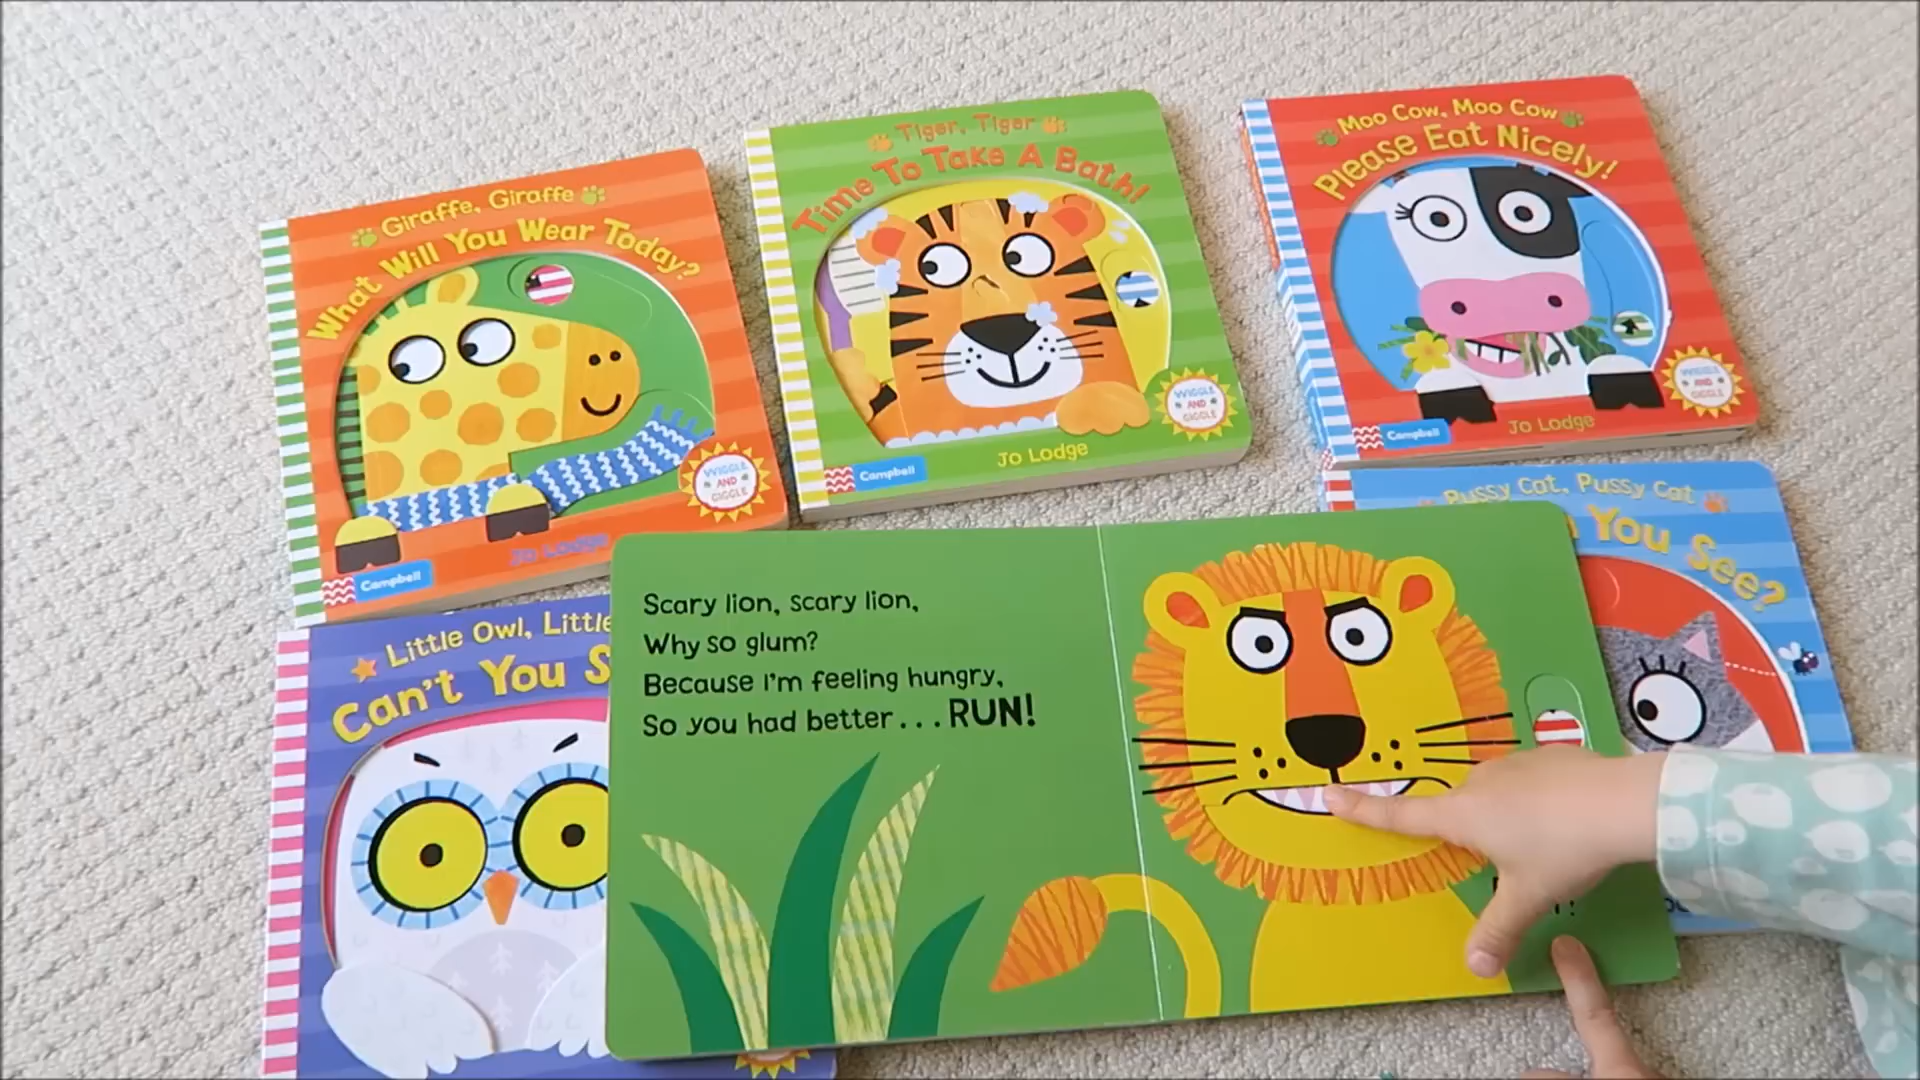 Giraffe, Giraffe
What Will You Wear Today?
WIGGLE
AND
GIGGLE
Jo Lodge
Campbell
Tiger, Tiger
Time To Take A Bath!
WIGGLE
AND
GIGGLE
Jo Lodge
Campbell
Moo Cow, Moo Cow
Please Eat Nicely!
WIGGLE
AND
GIGGLE
Jo Lodge
Campbell
Pussy Cat, Pussy Cat
You See?
Little Owl, Little
Can't You S
Scary lion, scary lion,
Why so glum?
Because I'm feeling hungry,
So you had better... RUN!